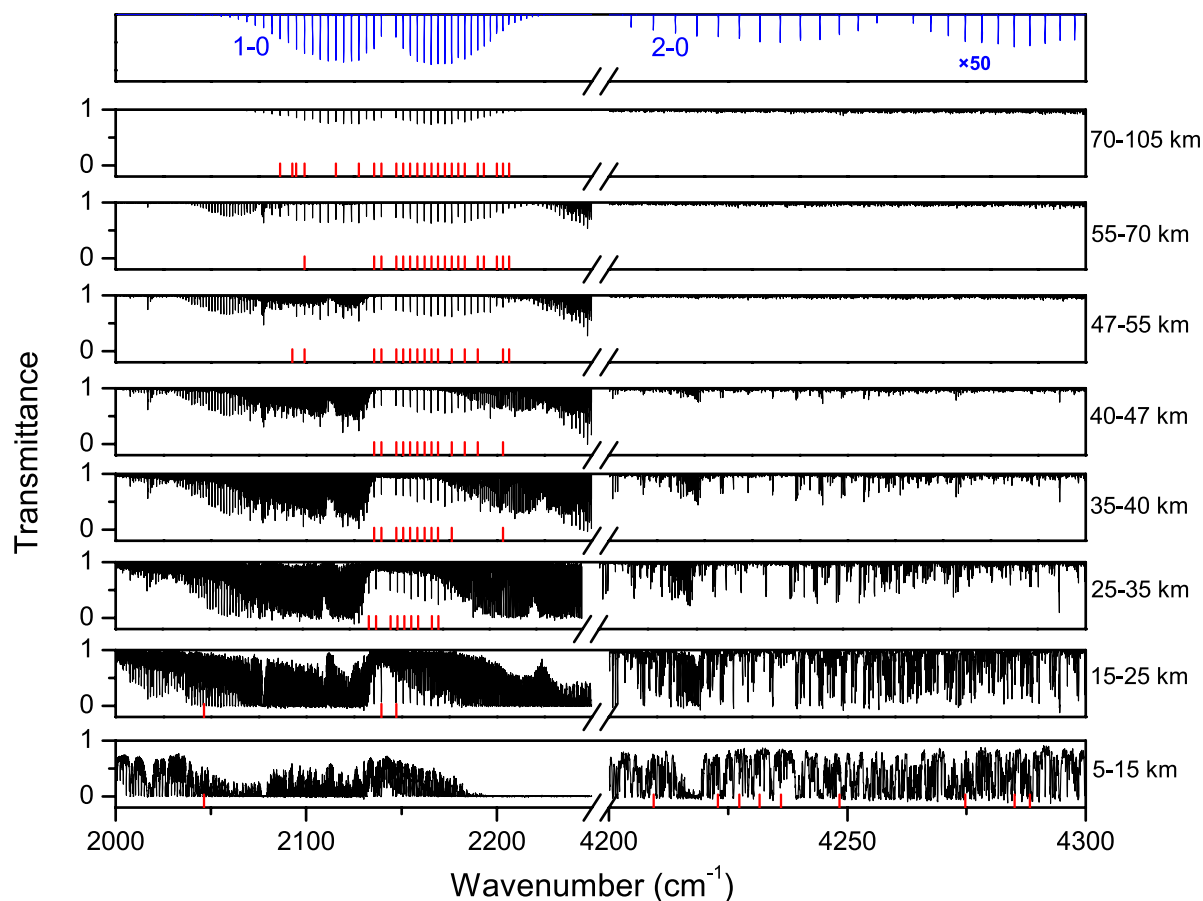 1-0
2-0
×50
1
0
70-105 km
1
0
55-70 km
1
0
47-55 km
1
0
40-47 km
1
0
35-40 km
1
0
25-35 km
1
0
15-25 km
1
0
5-15 km
Transmittance
2000 2100 2200 4200 4250 4300
Wavenumber (cm⁻¹)